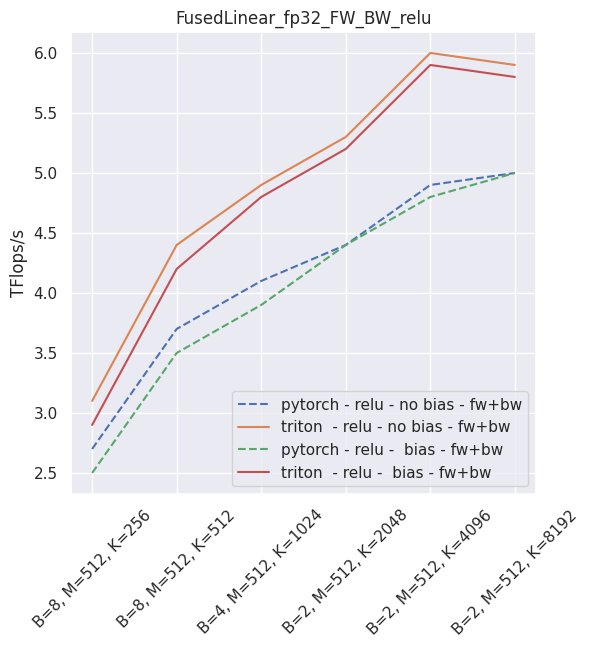 FusedLinear_fp32_FW_BW_relu
TFlops/s
6.0
5.5
5.0
4.5
4.0
3.5
3.0
2.5
pytorch - relu - no bias - fw+bw
triton  - relu - no bias - fw+bw
pytorch - relu -  bias - fw+bw
triton  - relu -  bias - fw+bw
B=8, M=512, K=256
B=8, M=512, K=512
B=4, M=512, K=1024
B=2, M=512, K=2048
B=2, M=512, K=4096
B=2, M=512, K=8192